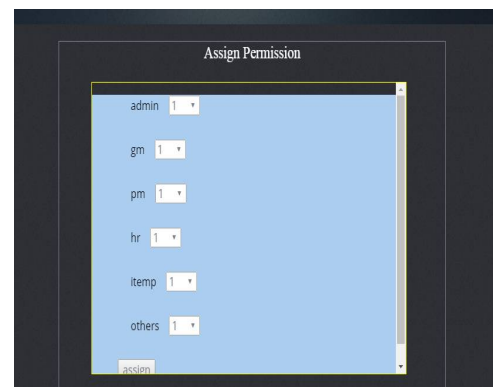 Assign Permission
admin 1
gm 1
pm 1
hr 1
itemp 1
others 1
assign